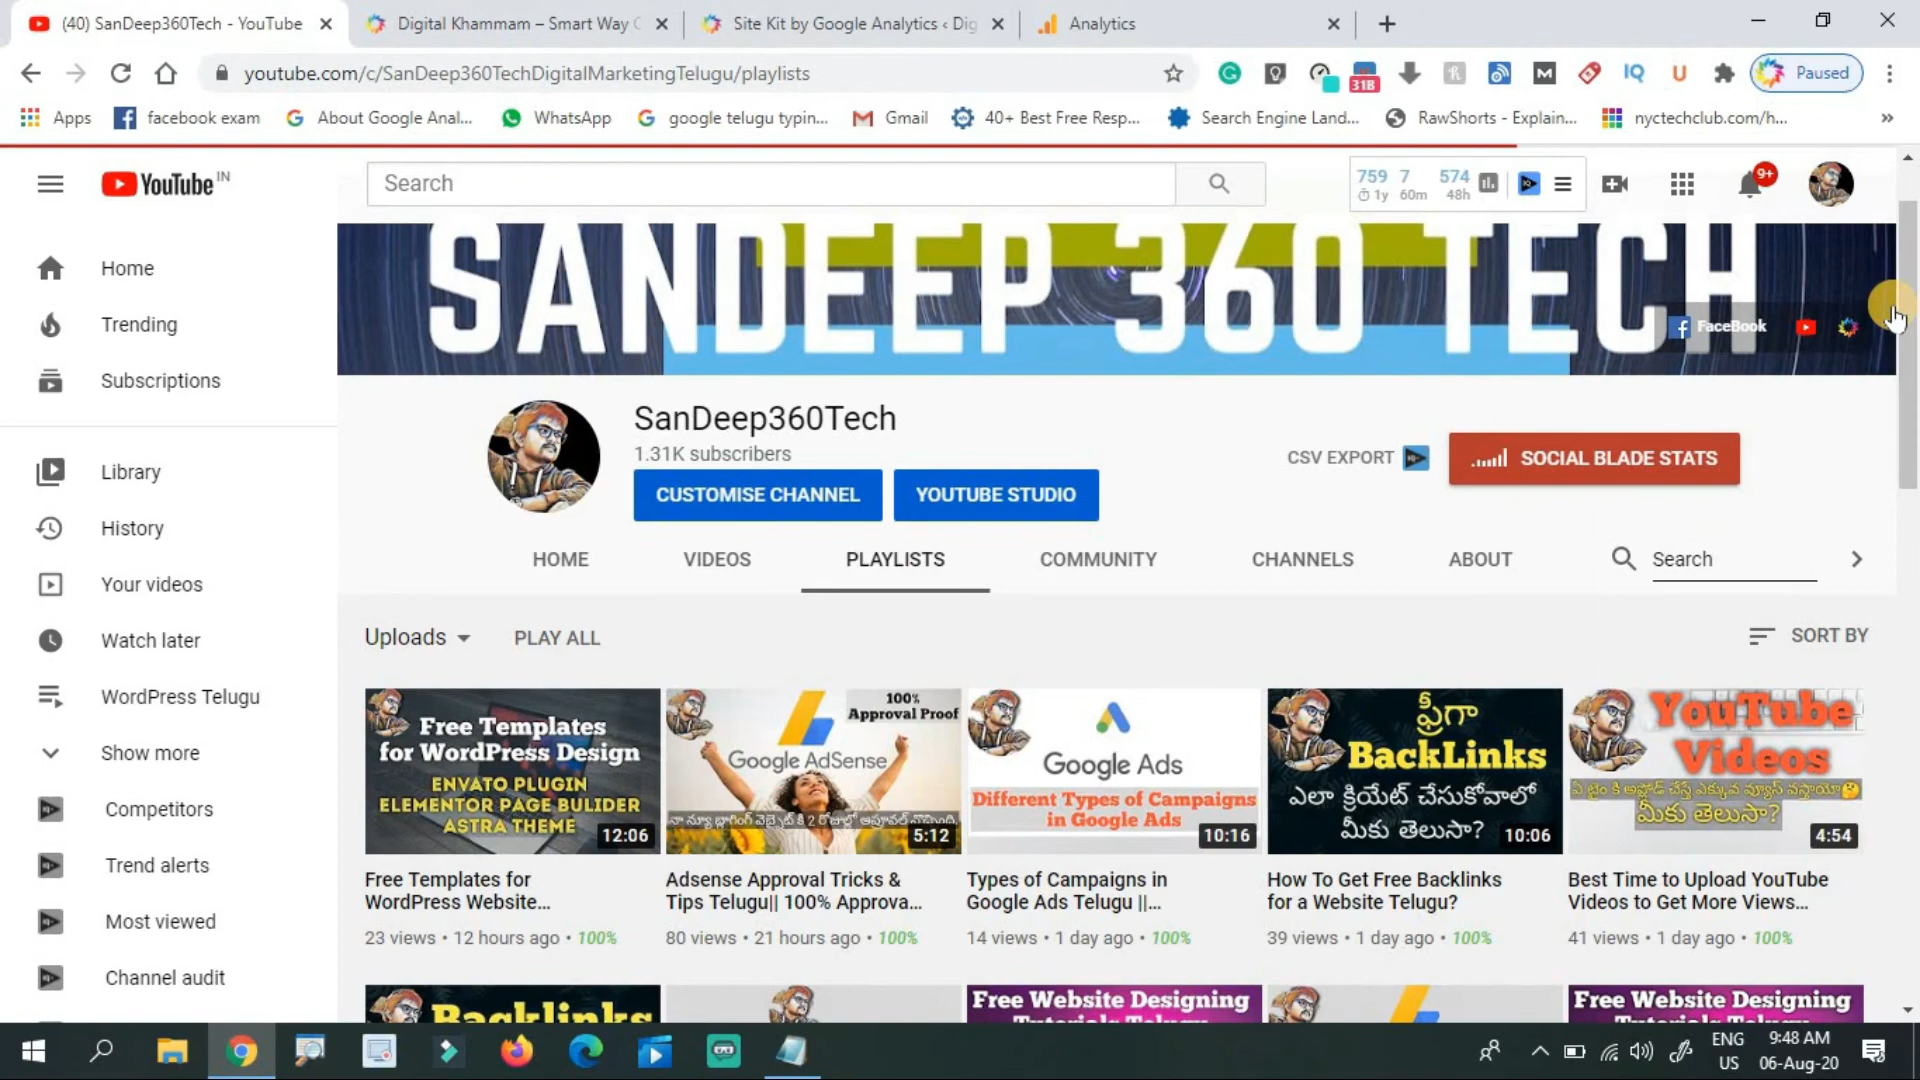 (40) SanDeep360Tech - YouTube
Digital Khammam – Smart Way
Site Kit by Google Analytics ‹ Dig
Analytics
youtube.com/c/SanDeep360TechDigitalMarketingTelugu/playlists
31B
IQ
Paused
Apps
facebook exam
About Google Anal...
WhatsApp
google telugu typin...
Gmail
40+ Best Free Resp...
Search Engine Land...
RawShorts - Explain...
nyctechclub.com/h...
YouTube IN
Search
759 7 574
1y 60m 48h
9+
Home
Trending
Subscriptions
Library
History
Your videos
Watch later
WordPress Telugu
Show more
Competitors
Trend alerts
Most viewed
Channel audit
SANDEEP 360 TECH
FaceBook
SanDeep360Tech
1.31K subscribers
CUSTOMISE CHANNEL
YOUTUBE STUDIO
CSV EXPORT
SOCIAL BLADE STATS
HOME
VIDEOS
PLAYLISTS
COMMUNITY
CHANNELS
ABOUT
Search
Uploads
PLAY ALL
SORT BY
Free Templates
for WordPress Design
ENVATO PLUGIN
ELEMENTOR PAGE BULIDER
ASTRA THEME
12:06
Free Templates for
WordPress Website...
23 views • 12 hours ago • 100%
100%
Approval Proof
Google AdSense
5:12
Adsense Approval Tricks &
Tips Telugu|| 100% Approva...
80 views • 21 hours ago • 100%
Google Ads
Different Types of Campaigns
in Google Ads
10:16
Types of Campaigns in
Google Ads Telugu ||...
14 views • 1 day ago • 100%
ఫ్రీగా
BackLinks
ఎలా క్రియేట్ చేసుకోవాలో
మీకు తెలుసా?
10:06
How To Get Free Backlinks
for a Website Telugu?
39 views • 1 day ago • 100%
YouTube
Videos
ఏ టైం కి అప్లోడ్ చేస్తే ఎక్కువ వ్యూస్ వస్తాయో
మీకు తెలుసా?
4:54
Best Time to Upload YouTube
Videos to Get More Views...
41 views • 1 day ago • 100%
Backlinks
Free Website Designing
Tutorials Telugu
Free Website Designing
Tutorials Telugu
ENG
US
9:48 AM
06-Aug-20